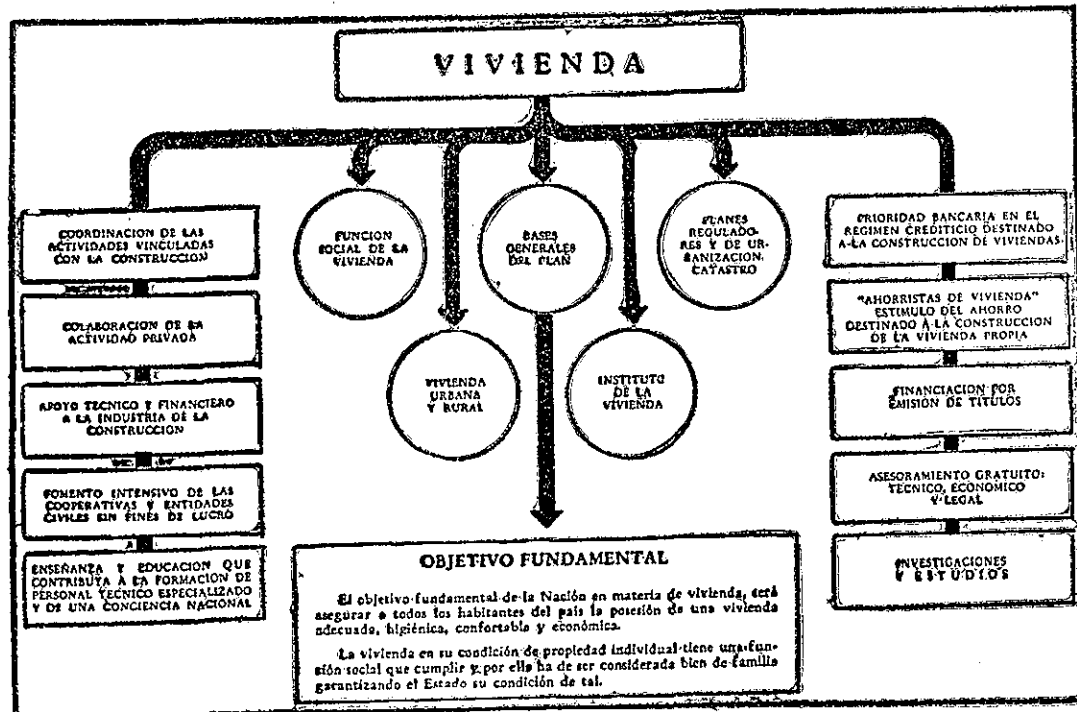 VIVIENDA
COORDINACION DE LAS
ACTIVIDADES VINCULADAS
CON LA CONSTRUCCION
COLABORACION DE LA
ACTIVIDAD PRIVADA
APOYO TECNICO Y FINANCIERO
A LA INDUSTRIA DE LA
CONSTRUCCION
FOMENTO INTENSIVO DE LAS
COOPERATIVAS Y ENTIDADES
CIVILES SIN FINES DE LUCRO
ENSEÑANZA Y EDUCACION QUE
CONTRIBUYA A LA FORMACION DE
PERSONAL TECNICO ESPECIALIZADO
Y DE UNA CONCIENCIA NACIONAL
FUNCION
SOCIAL DE LA
VIVIENDA
VIVIENDA
URBANA
Y RURAL
BASES
GENERALES
DEL PLAN
INSTITUTO
DE LA
VIVIENDA
PLANES
REGULADO-
RES Y DE UR-
BANIZACION.
CATASTRO
PRIORIDAD BANCARIA EN EL
REGIMEN CREDITICIO DESTINADO
A LA CONSTRUCCION DE VIVIENDAS
"AHORRISTAS DE VIVIENDA"
ESTIMULO DEL AHORRO
DESTINADO A LA CONSTRUCCION
DE LA VIVIENDA PROPIA
FINANCIACION POR
EMISION DE TITULOS
ASESORAMIENTO GRATUITO:
TECNICO, ECONOMICO
Y LEGAL
INVESTIGACIONES
Y ESTUDIOS
OBJETIVO FUNDAMENTAL
El objetivo fundamental de la Nación en materia de vivienda, será
asegurar a todos los habitantes del país la posesión de una vivienda
adecuada, higiénica, confortable y económica.
La vivienda en su condición de propiedad individual tiene una fun-
ción social que cumplir y por ello ha de ser considerada bien de familia
garantizando el Estado su condición de tal.